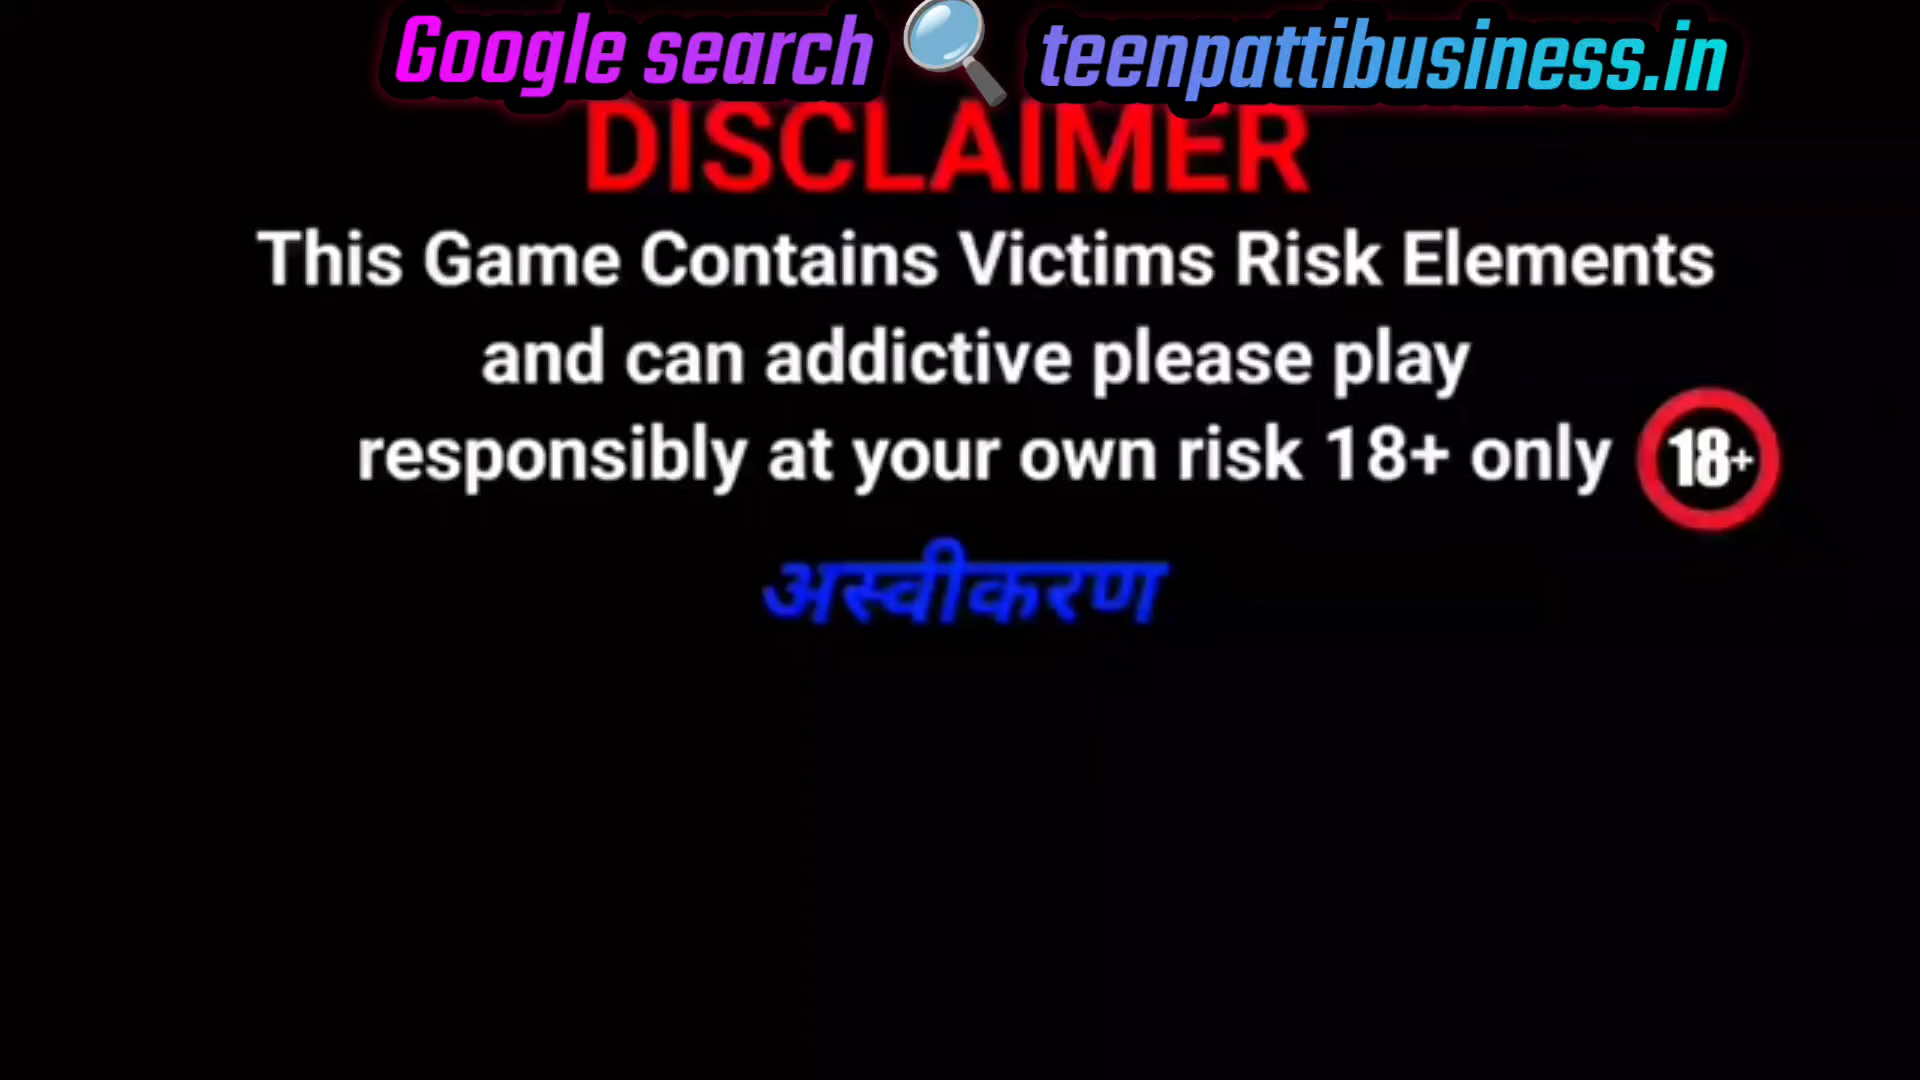 Google search 🔍 teenpattibusiness.in
DISCLAIMER
This Game Contains Victims Risk Elements
and can addictive please play
responsibly at your own risk 18+ only 18+
अस्वीकरण